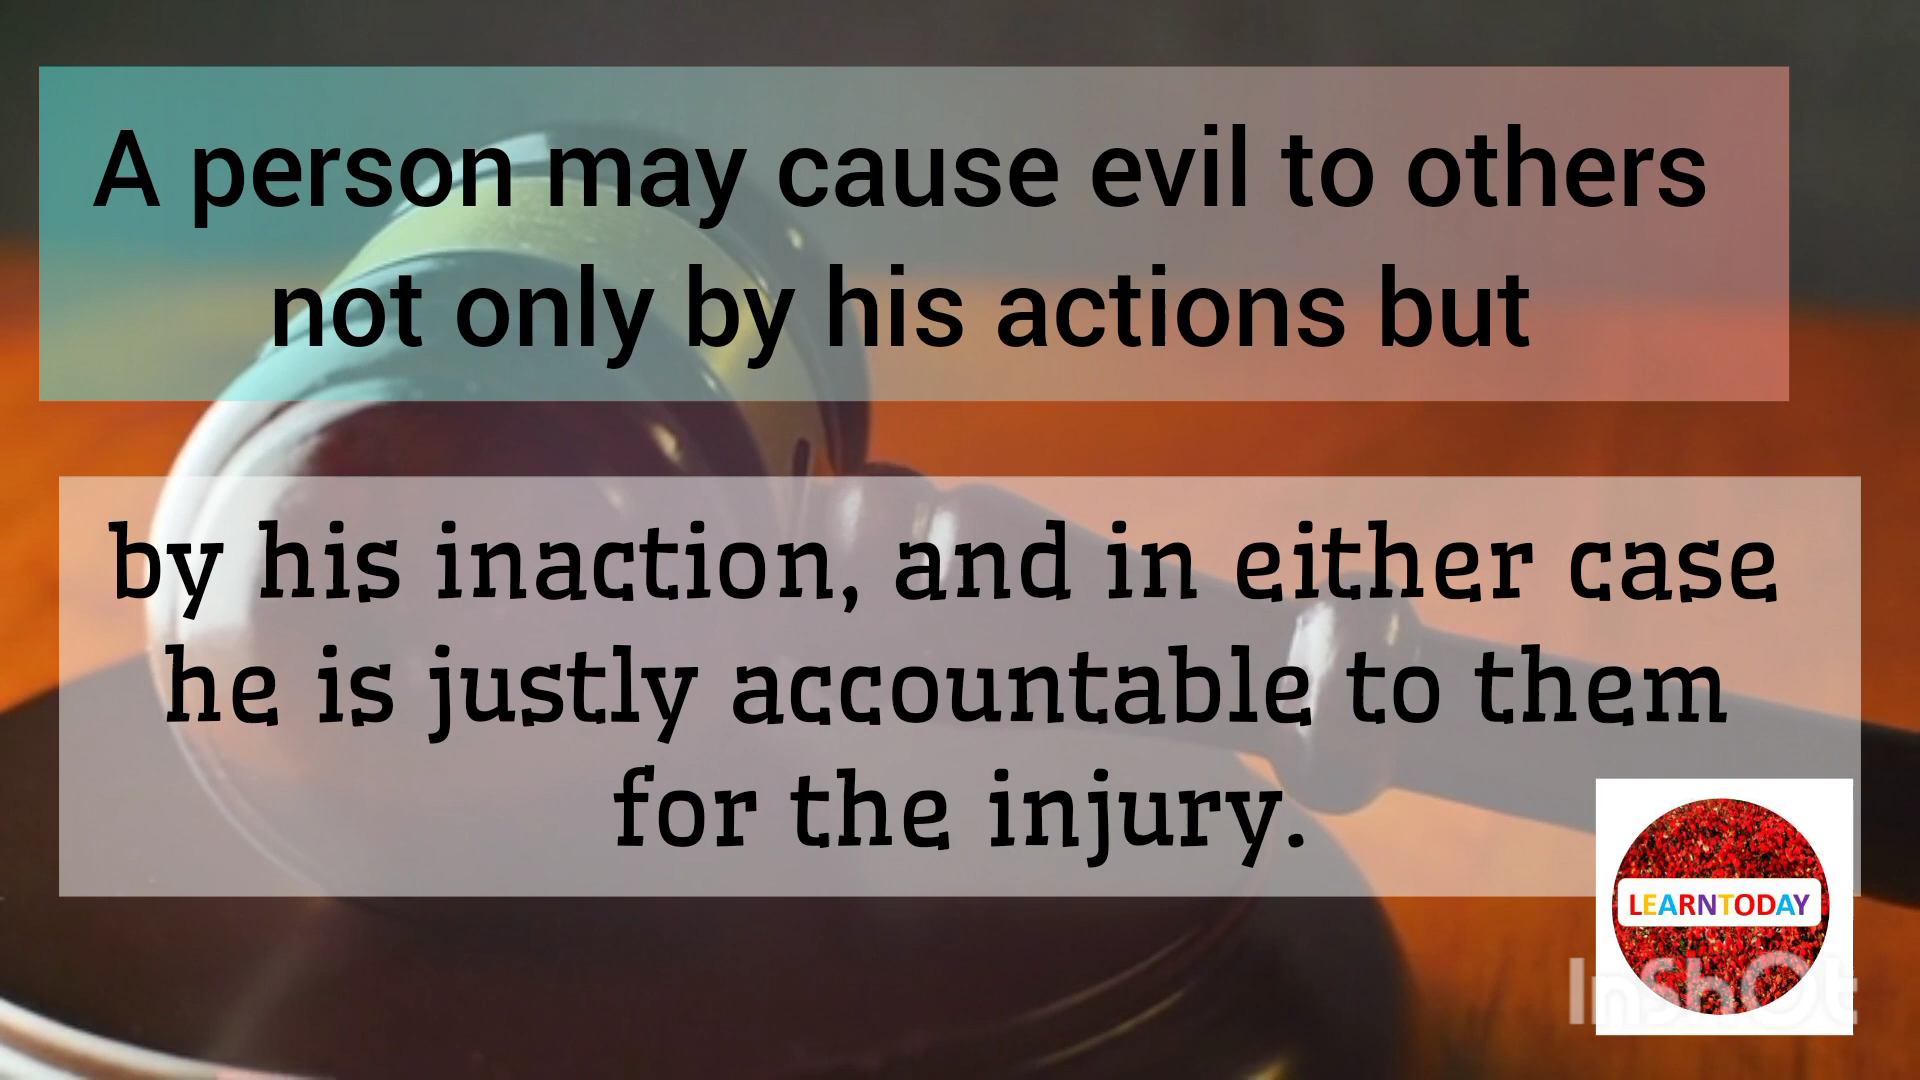 A person may cause evil to others
not only by his actions but
by his inaction, and in either case
he is justly accountable to them
for the injury.
LEARNTODAY
InShOt